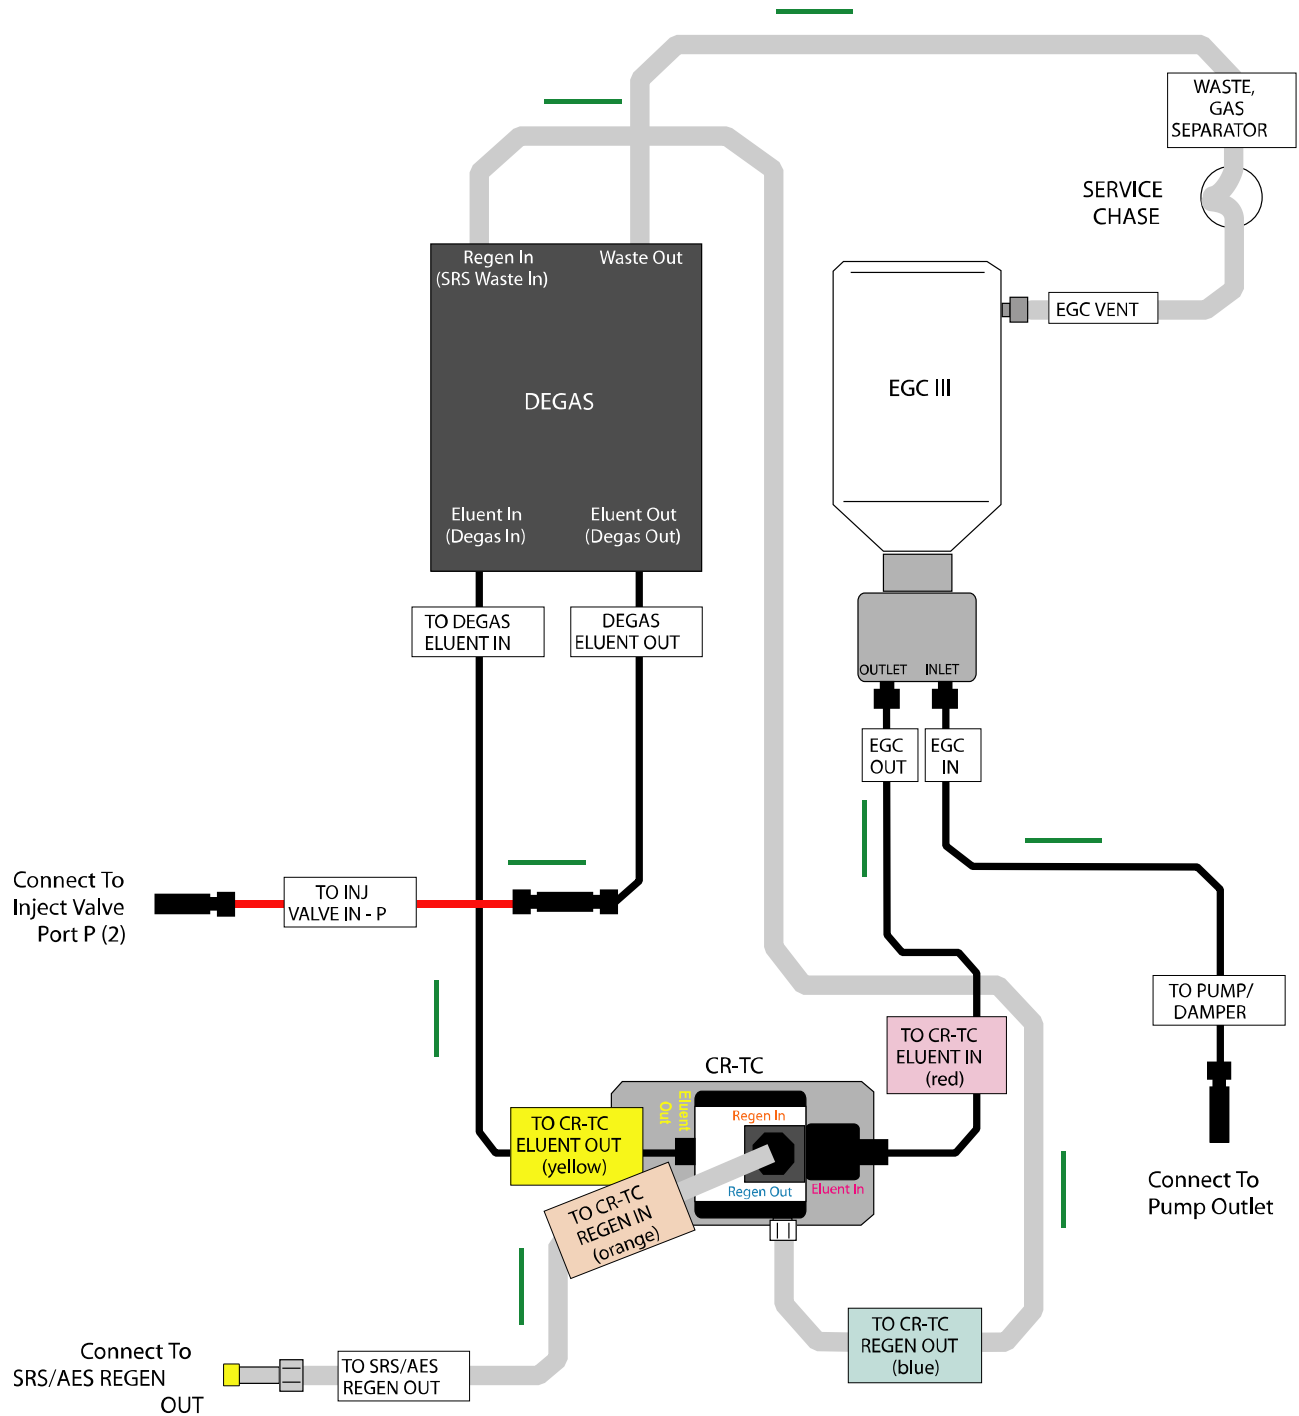 WASTE,
GAS
SEPARATOR
SERVICE
CHASE
Regen In
(SRS Waste In)
Waste Out
EGC VENT
DEGAS
EGC III
Eluent In
(Degas In)
Eluent Out
(Degas Out)
TO DEGAS
ELUENT IN
DEGAS
ELUENT OUT
OUTLET
INLET
EGC
OUT
EGC
IN
Connect To
Inject Valve
Port P (2)
TO INJ
VALVE IN - P
TO PUMP/
DAMPER
TO CR-TC
ELUENT IN
(red)
CR-TC
Eluent
Out
Regen In
TO CR-TC
ELUENT OUT
(yellow)
Regen Out
Eluent In
Connect To
Pump Outlet
TO CR-TC
REGEN IN
(orange)
TO CR-TC
REGEN OUT
(blue)
Connect To
SRS/AES REGEN
OUT
TO SRS/AES
REGEN OUT